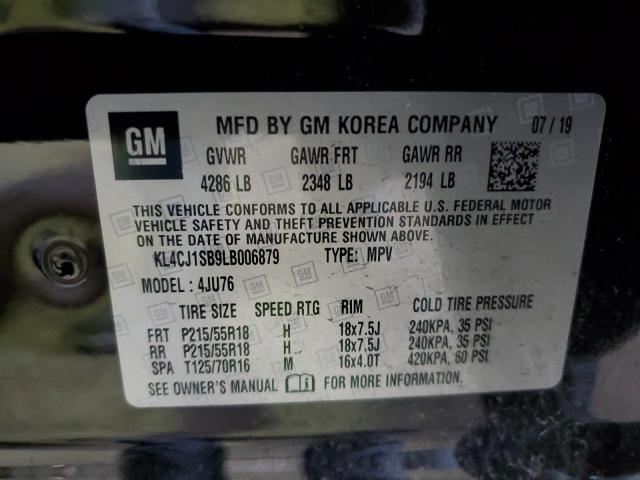 GM
MFD BY GM KOREA COMPANY 07 / 19
GVWR GAWR FRT GAWR RR
4286 LB 2348 LB 2194 LB
THIS VEHICLE CONFORMS TO ALL APPLICABLE U.S. FEDERAL MOTOR
VEHICLE SAFETY AND THEFT PREVENTION STANDARDS IN EFFECT
ON THE DATE OF MANUFACTURE SHOWN ABOVE.
KL4CJ1SB9LB006879 TYPE: MPV
MODEL : 4JU76
TIRE SIZE SPEED RTG RIM COLD TIRE PRESSURE
FRT P215/55R18 H 18x7.5J 240KPA, 35 PSI
RR P215/55R18 H 18x7.5J 240KPA, 35 PSI
SPA T125/70R16 M 16x4.0T 420KPA, 60 PSI
SEE OWNER'S MANUAL FOR MORE INFORMATION